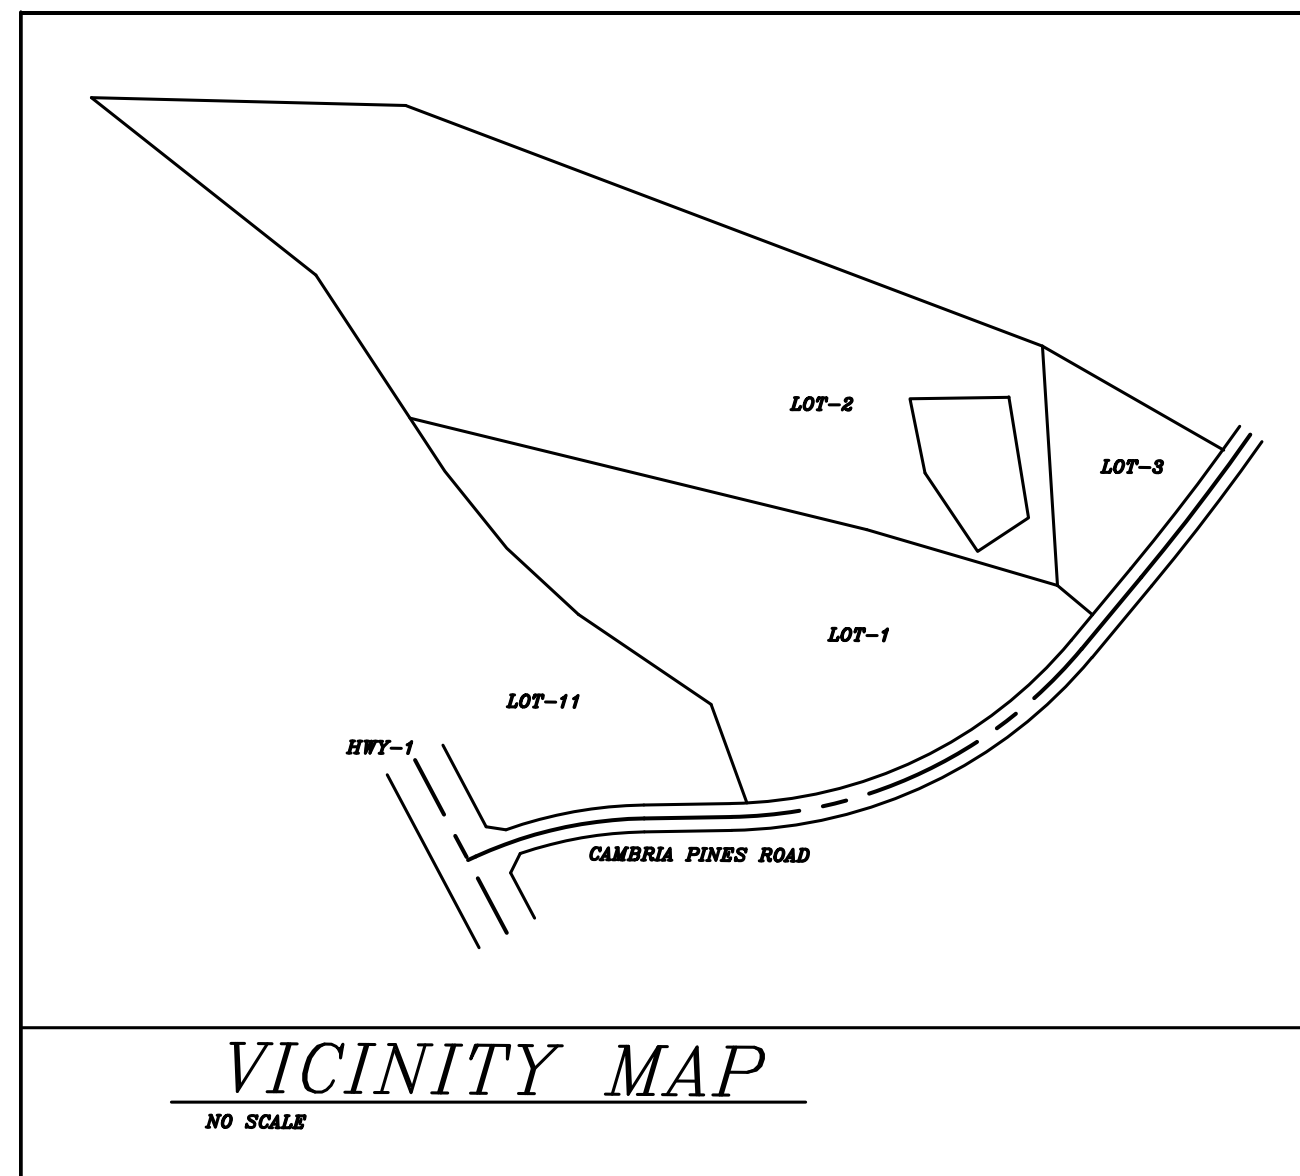 LOT-2
LOT-3
LOT-1
LOT-11
HWY-1
CAMBRIA PINES ROAD
VICINITY MAP
NO SCALE